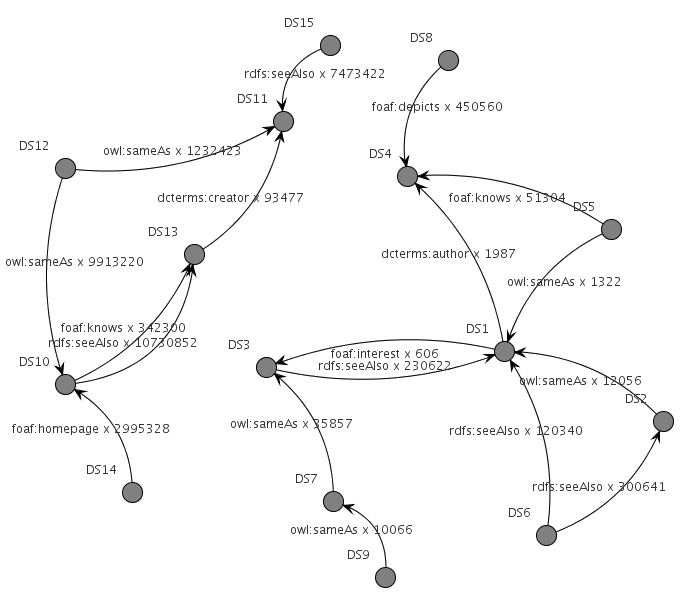 DS15
DS8
rdfs:seeAlso x 7473422
DS11
foaf:depicts x 450560
DS12
owl:sameAs x 1232423
DS4
dcterms:creator x 93477
foaf:knows x 51304
DS5
DS13
dcterms:author x 1987
owl:sameAs x 9913220
owl:sameAs x 1322
foaf:knows x 342300
DS1
rdfs:seeAlso x 10730852
DS3
foaf:interest x 606
DS10
rdfs:seeAlso x 230622
owl:sameAs x 12056
DS2
owl:sameAs x 35857
foaf:homepage x 2995328
rdfs:seeAlso x 120340
DS14
DS7
rdfs:seeAlso x 300641
DS6
owl:sameAs x 10066
DS9